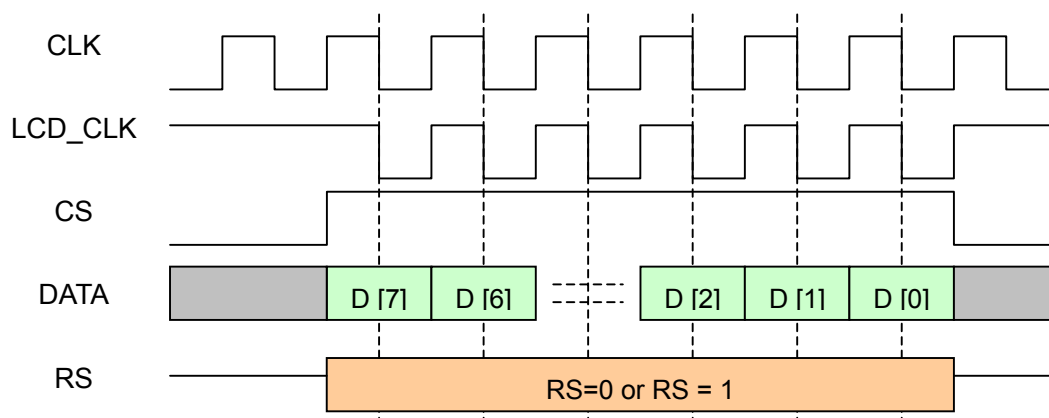 CLK
LCD_CLK
CS
DATA
D [7]
D [6]
D [2]
D [1]
D [0]
RS
RS=0 or RS = 1